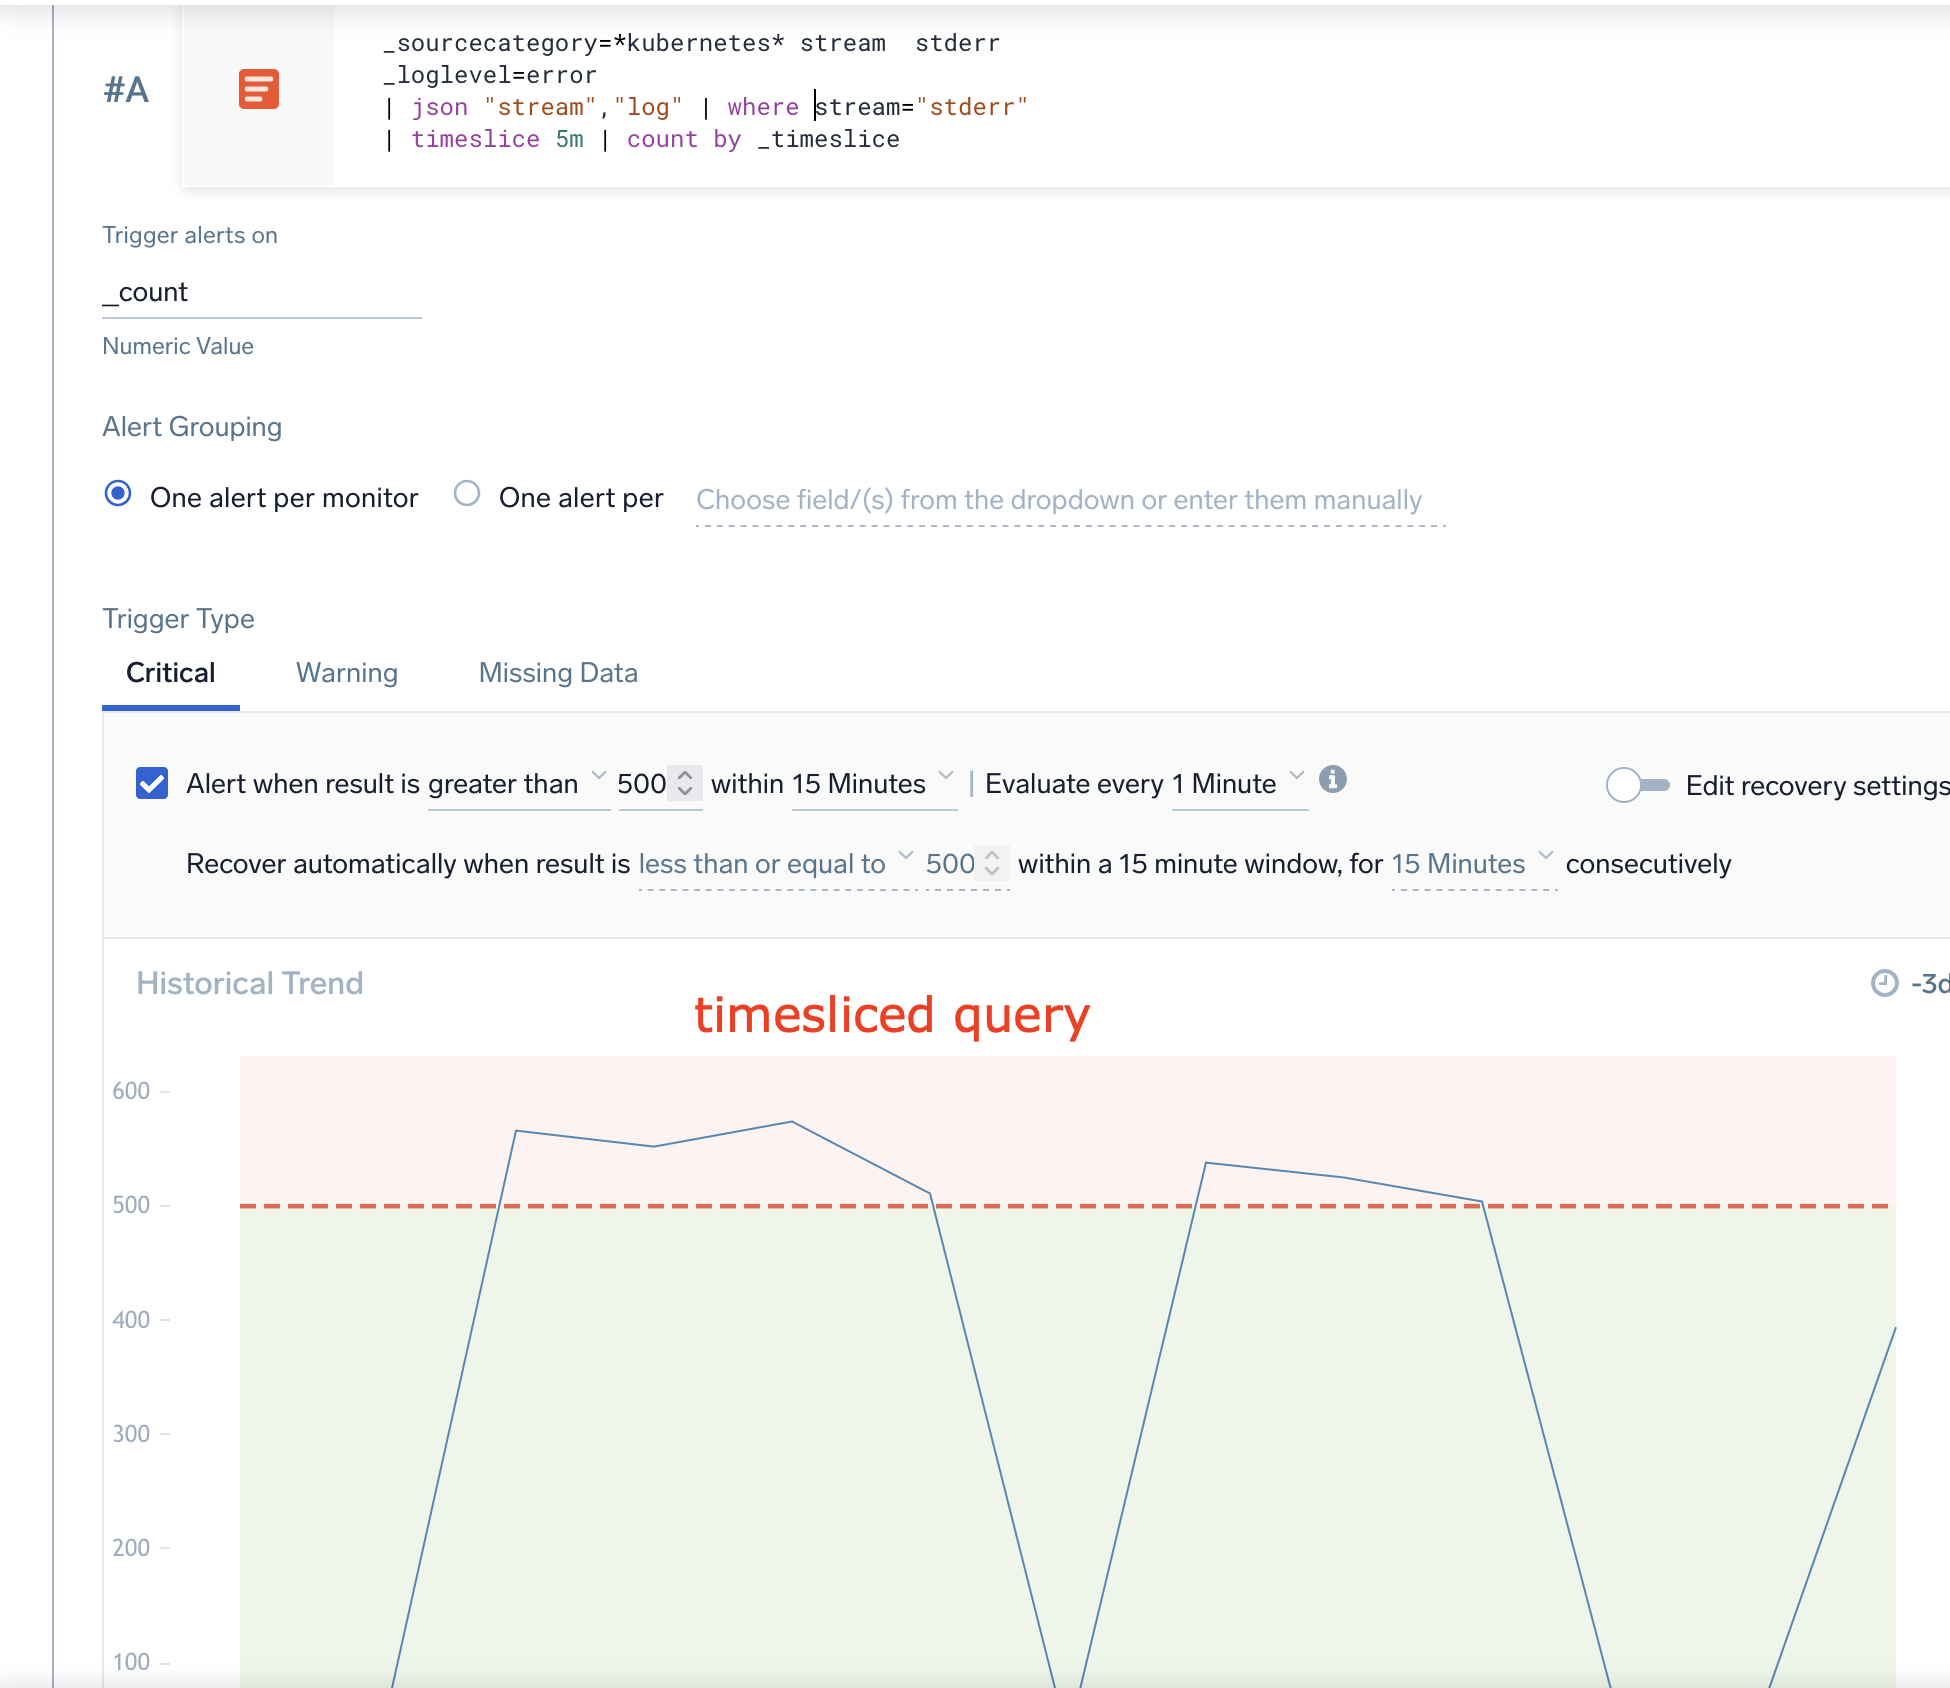 _sourcecategory=*kubernetes* stream  stderr
#A
_loglevel=error
| json "stream","log" | where stream="stderr"
| timeslice 5m | count by _timeslice
Trigger alerts on
_count
Numeric Value
Alert Grouping
One alert per monitor One alert per Choose field/(s) from the dropdown or enter them manually
Trigger Type
Critical Warning Missing Data
Alert when result is greater than 500 within 15 Minutes | Evaluate every 1 Minute Edit recovery settings
Recover automatically when result is less than or equal to 500 within a 15 minute window, for 15 Minutes consecutively
Historical Trend -3d
timesliced query
600
500
400
300
200
100